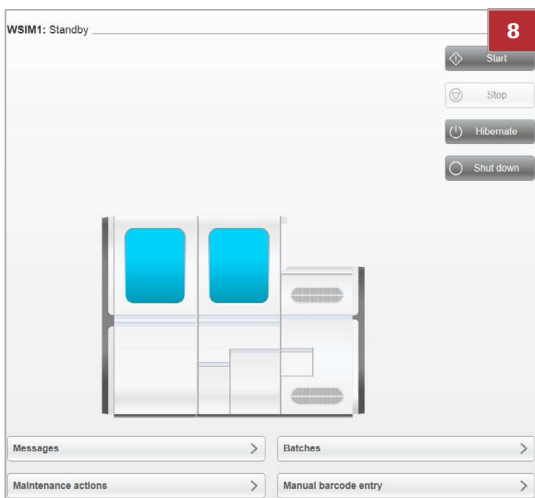 WSIM1: Standby
8
Start
Stop
Hibernate
Shut down
Messages
Batches
Maintenance actions
Manual barcode entry